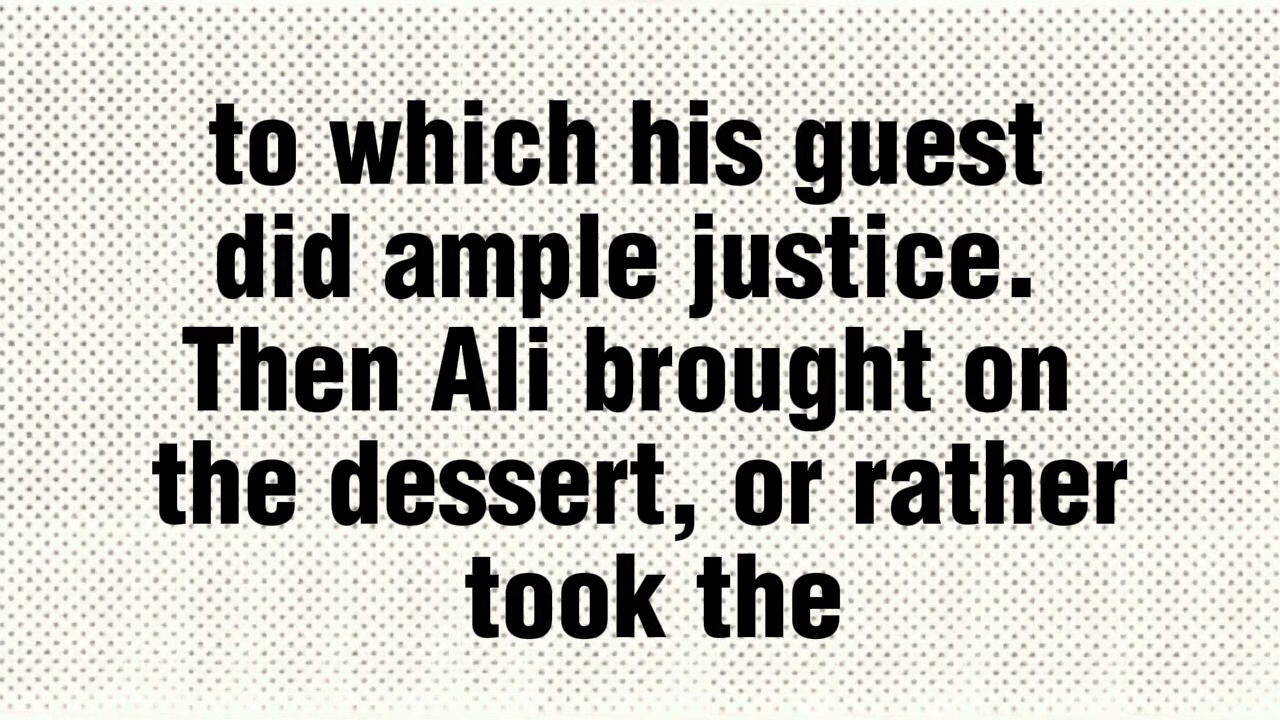 to which his guest
did ample justice.
Then Ali brought on
the dessert, or rather
took the